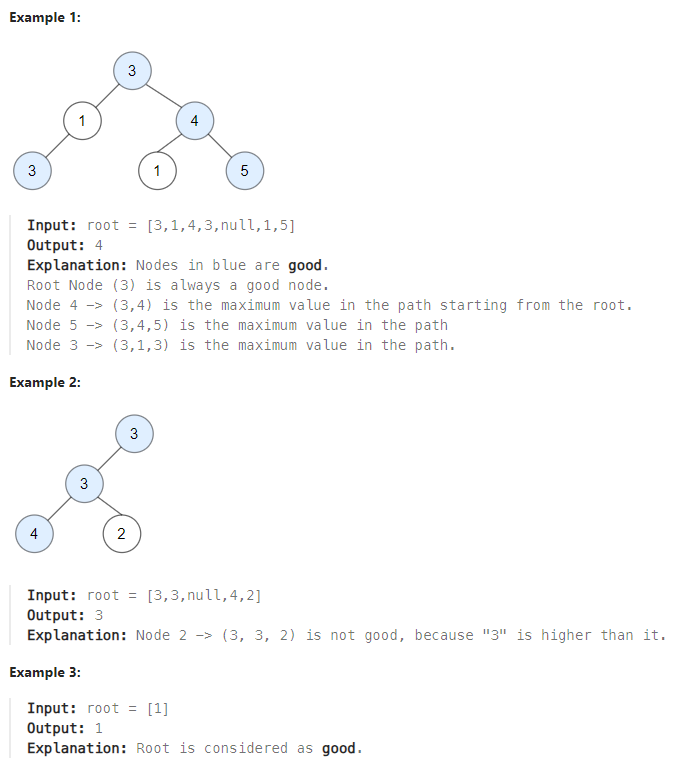 Example 1:
3
1
4
3
1
5
Input: root = [3,1,4,3,null,1,5]
Output: 4
Explanation: Nodes in blue are good.
Root Node (3) is always a good node.
Node 4 -> (3,4) is the maximum value in the path starting from the root.
Node 5 -> (3,4,5) is the maximum value in the path
Node 3 -> (3,1,3) is the maximum value in the path.
Example 2:
3
3
4
2
Input: root = [3,3,null,4,2]
Output: 3
Explanation: Node 2 -> (3, 3, 2) is not good, because "3" is higher than it.
Example 3:
Input: root = [1]
Output: 1
Explanation: Root is considered as good.